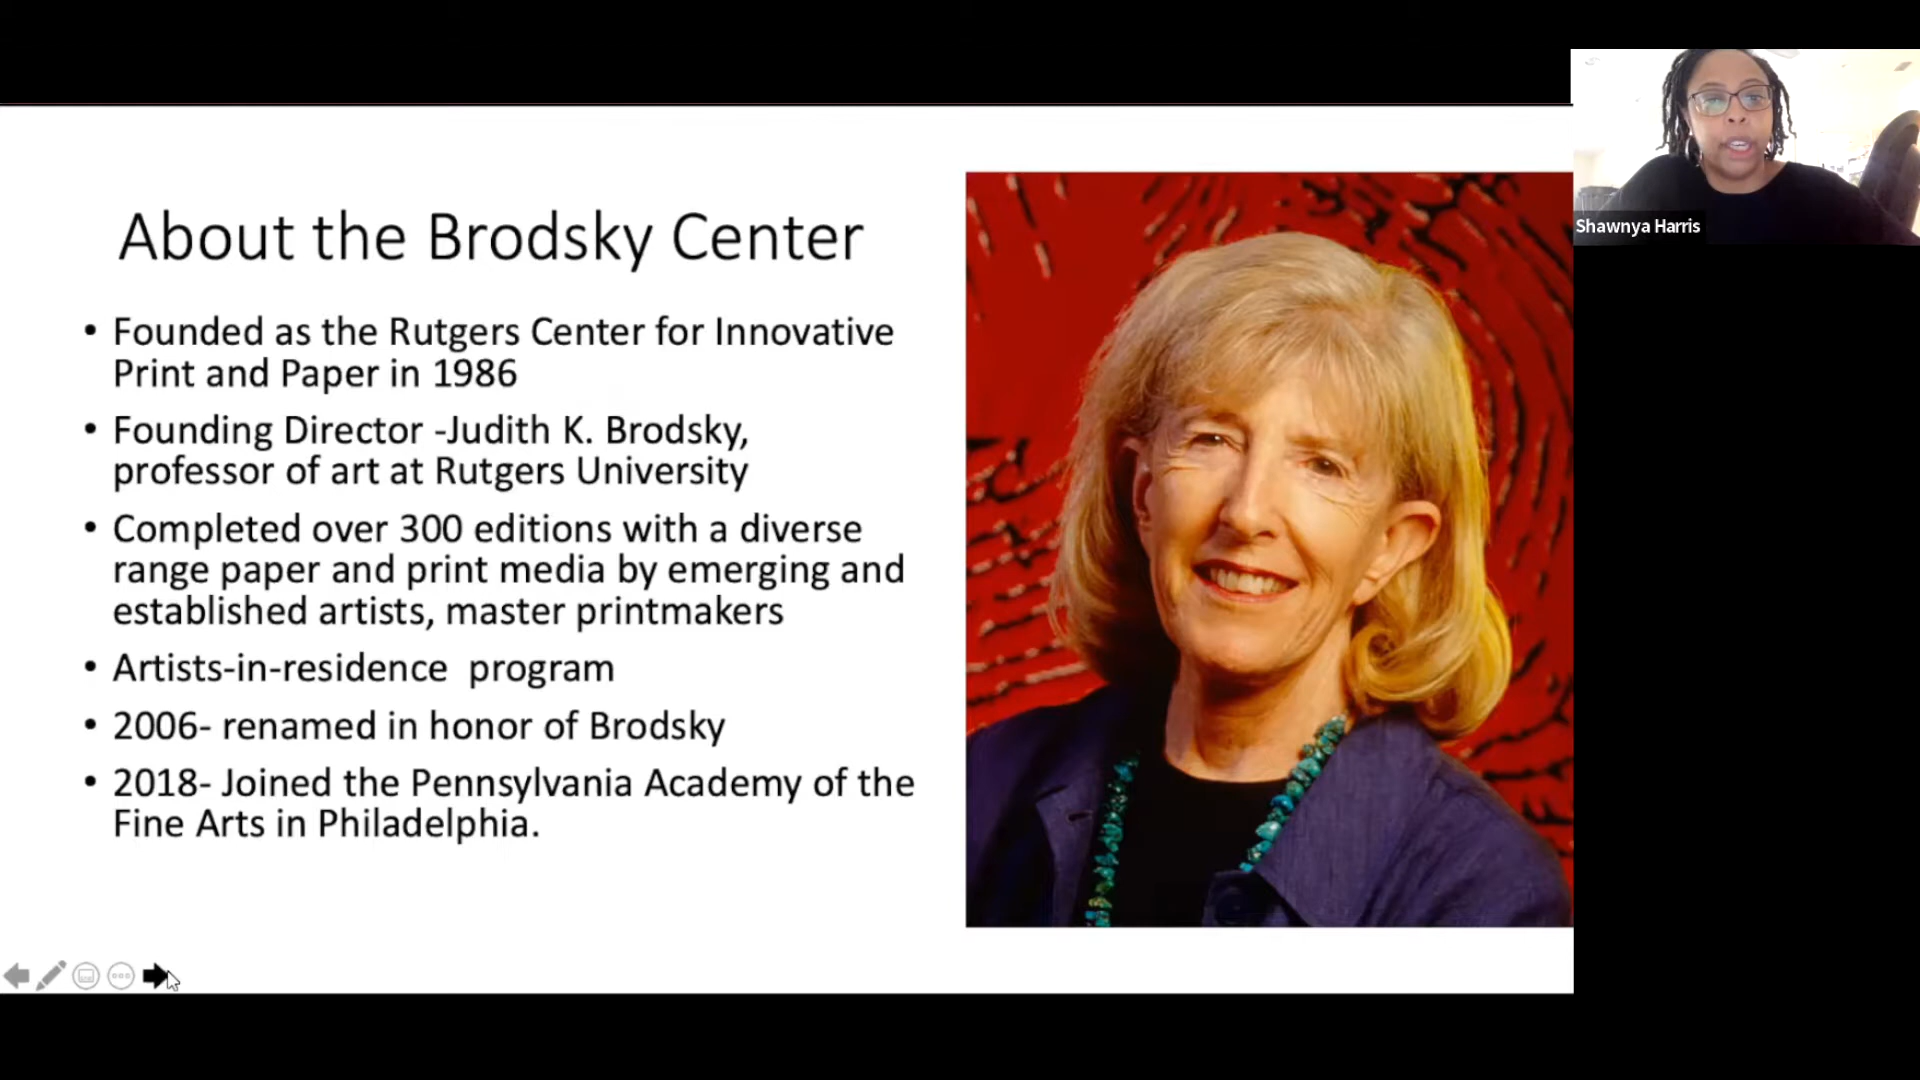 About the Brodsky Center
• Founded as the Rutgers Center for Innovative
Print and Paper in 1986
• Founding Director -Judith K. Brodsky,
professor of art at Rutgers University
• Completed over 300 editions with a diverse
range paper and print media by emerging and
established artists, master printmakers
• Artists-in-residence  program
• 2006- renamed in honor of Brodsky
• 2018- Joined the Pennsylvania Academy of the
Fine Arts in Philadelphia.
Shawnya Harris